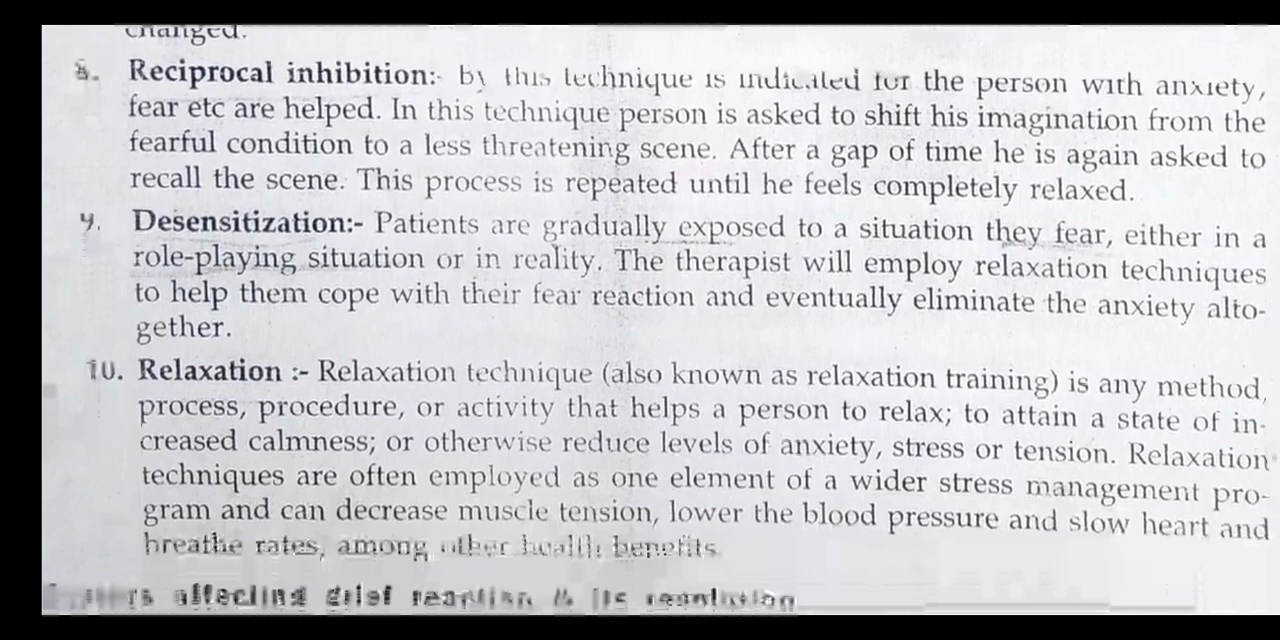 changed.
8. Reciprocal inhibition:- by this technique is indicated for the person with anxiety,
fear etc are helped. In this technique person is asked to shift his imagination from the
fearful condition to a less threatening scene. After a gap of time he is again asked to
recall the scene. This process is repeated until he feels completely relaxed.
9. Desensitization:- Patients are gradually exposed to a situation they fear, either in a
role-playing situation or in reality. The therapist will employ relaxation techniques
to help them cope with their fear reaction and eventually eliminate the anxiety alto-
gether.
10. Relaxation :- Relaxation technique (also known as relaxation training) is any method,
process, procedure, or activity that helps a person to relax; to attain a state of in-
creased calmness; or otherwise reduce levels of anxiety, stress or tension. Relaxation
techniques are often employed as one element of a wider stress management pro-
gram and can decrease muscle tension, lower the blood pressure and slow heart and
breathe rates, among other health benefits.
affecting grief reaction & its resolution